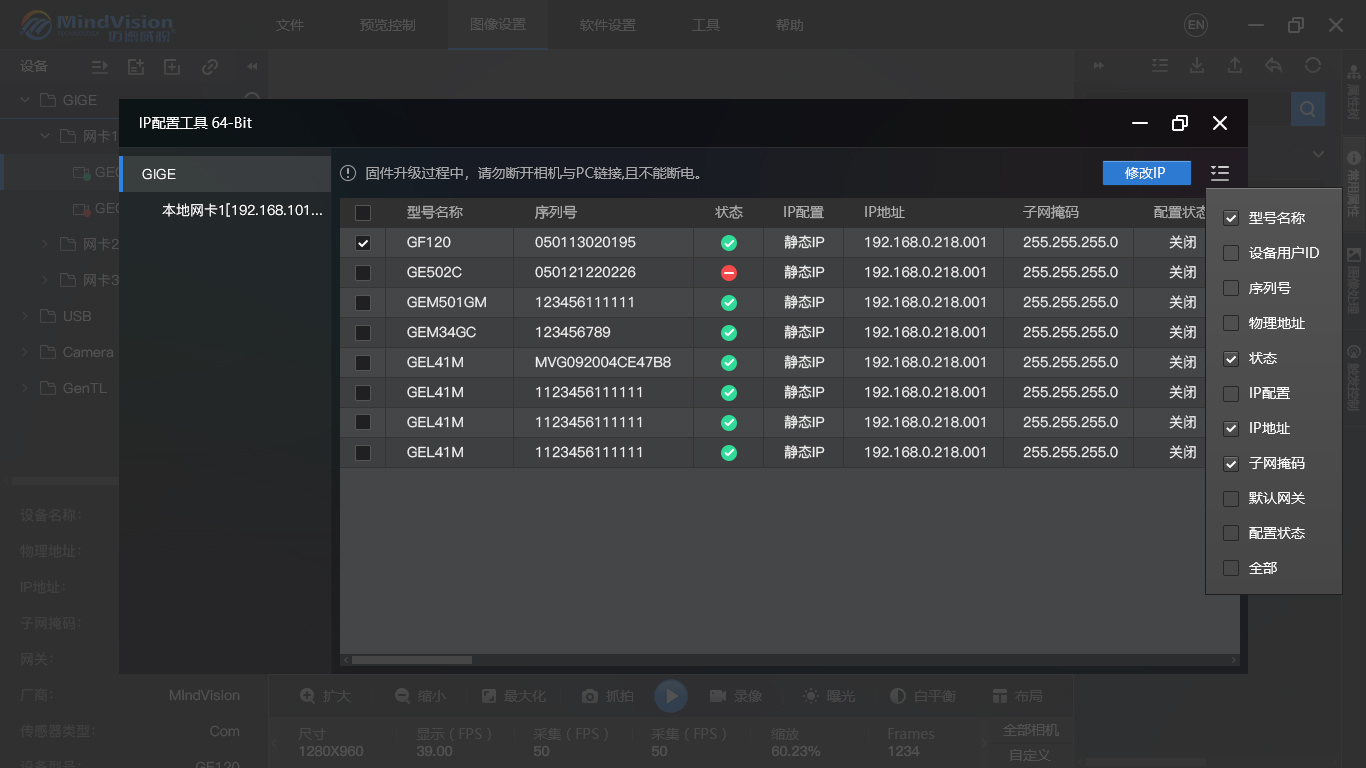 MindVision
文件 预览控制 图像设置 软件设置 工具 帮助 EN
设备
GIGE
网卡1
网卡2
网卡3
USB
Camera
GenTL
IP配置工具 64-Bit
GIGE
本地网卡1[192.168.101...
固件升级过程中，请勿断开相机与PC链接,且不能断电。
修改IP
型号名称 序列号 状态 IP配置 IP地址 子网掩码 配置状态
GF120 050113020195 静态IP 192.168.0.218.001 255.255.255.0 关闭
GE502C 050121220226 静态IP 192.168.0.218.001 255.255.255.0 关闭
GEM501GM 123456111111 静态IP 192.168.0.218.001 255.255.255.0 关闭
GEM34GC 123456789 静态IP 192.168.0.218.001 255.255.255.0 关闭
GEL41M MVG092004CE47B8 静态IP 192.168.0.218.001 255.255.255.0 关闭
GEL41M 1123456111111 静态IP 192.168.0.218.001 255.255.255.0 关闭
GEL41M 1123456111111 静态IP 192.168.0.218.001 255.255.255.0 关闭
GEL41M 1123456111111 静态IP 192.168.0.218.001 255.255.255.0 关闭
型号名称
设备用户ID
序列号
物理地址
状态
IP配置
IP地址
子网掩码
默认网关
配置状态
全部
属性树
常用属性
图像处理
触发控制
设备名称：
物理地址：
IP地址：
子网掩码：
网关：
厂商： MIndVision
传感器类型： Com
设备型号： GF120
扩大 缩小 最大化 抓拍 录像 曝光 白平衡 布局
尺寸 显示（FPS） 采集（FPS） 采集（FPS） 缩放 Frames 全部相机
1280X960 39.00 50 50 60.23% 1234 自定义